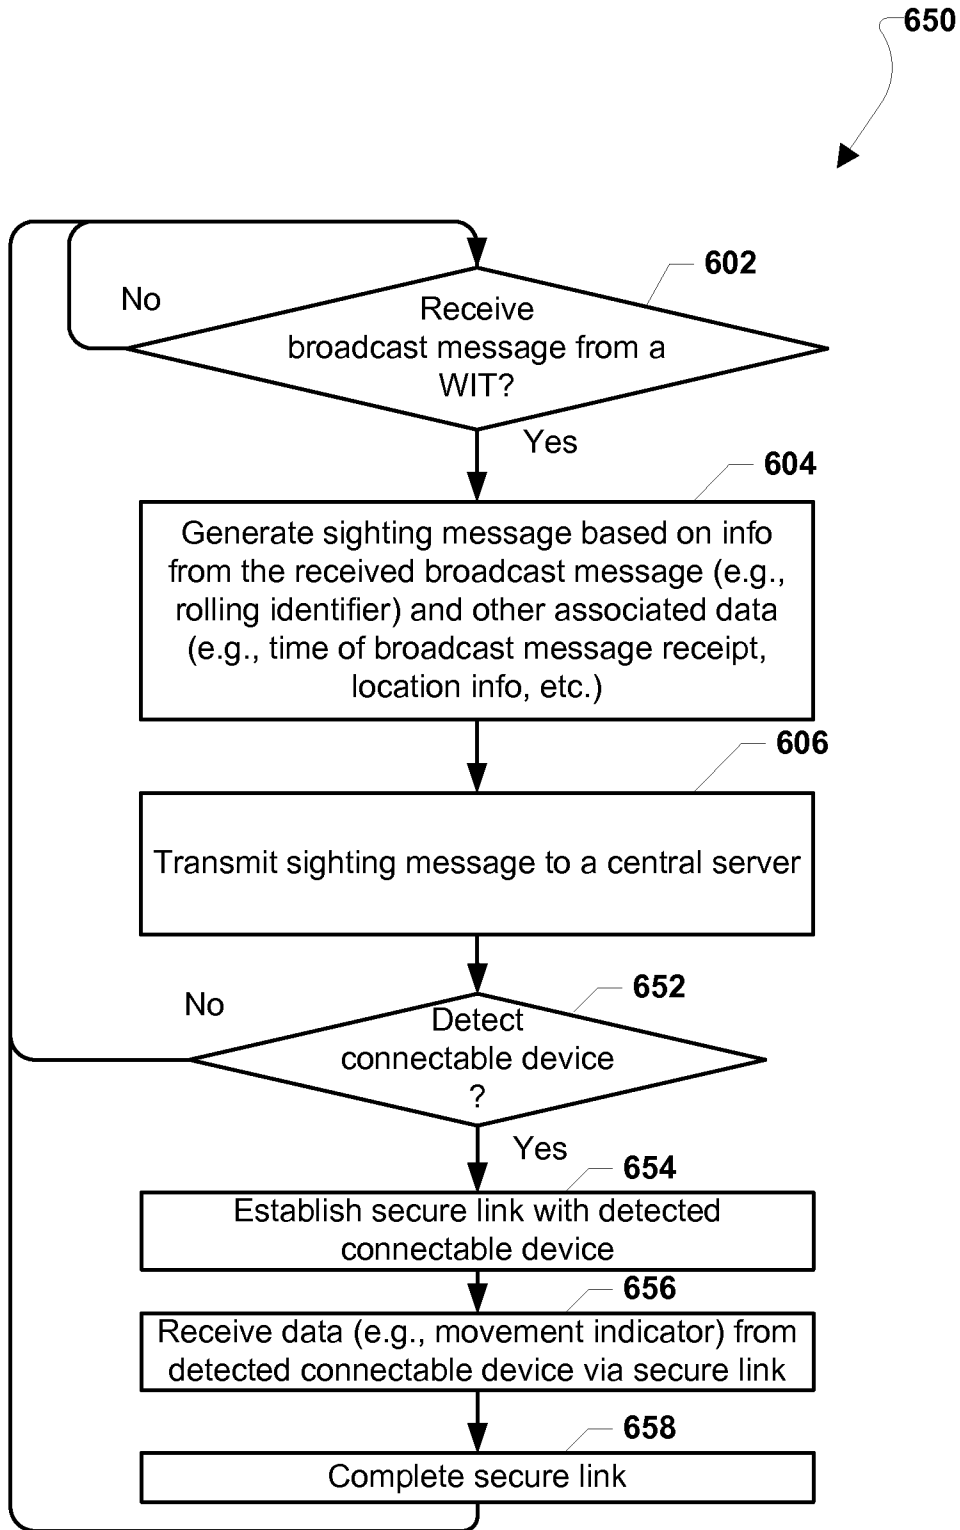 650
602
No
Receive
broadcast message from a
WIT?
Yes
604
Generate sighting message based on info
from the received broadcast message (e.g.,
rolling identifier) and other associated data
(e.g., time of broadcast message receipt,
location info, etc.)
606
Transmit sighting message to a central server
652
No
Detect
connectable device
?
Yes
654
Establish secure link with detected
connectable device
656
Receive data (e.g., movement indicator) from
detected connectable device via secure link
658
Complete secure link